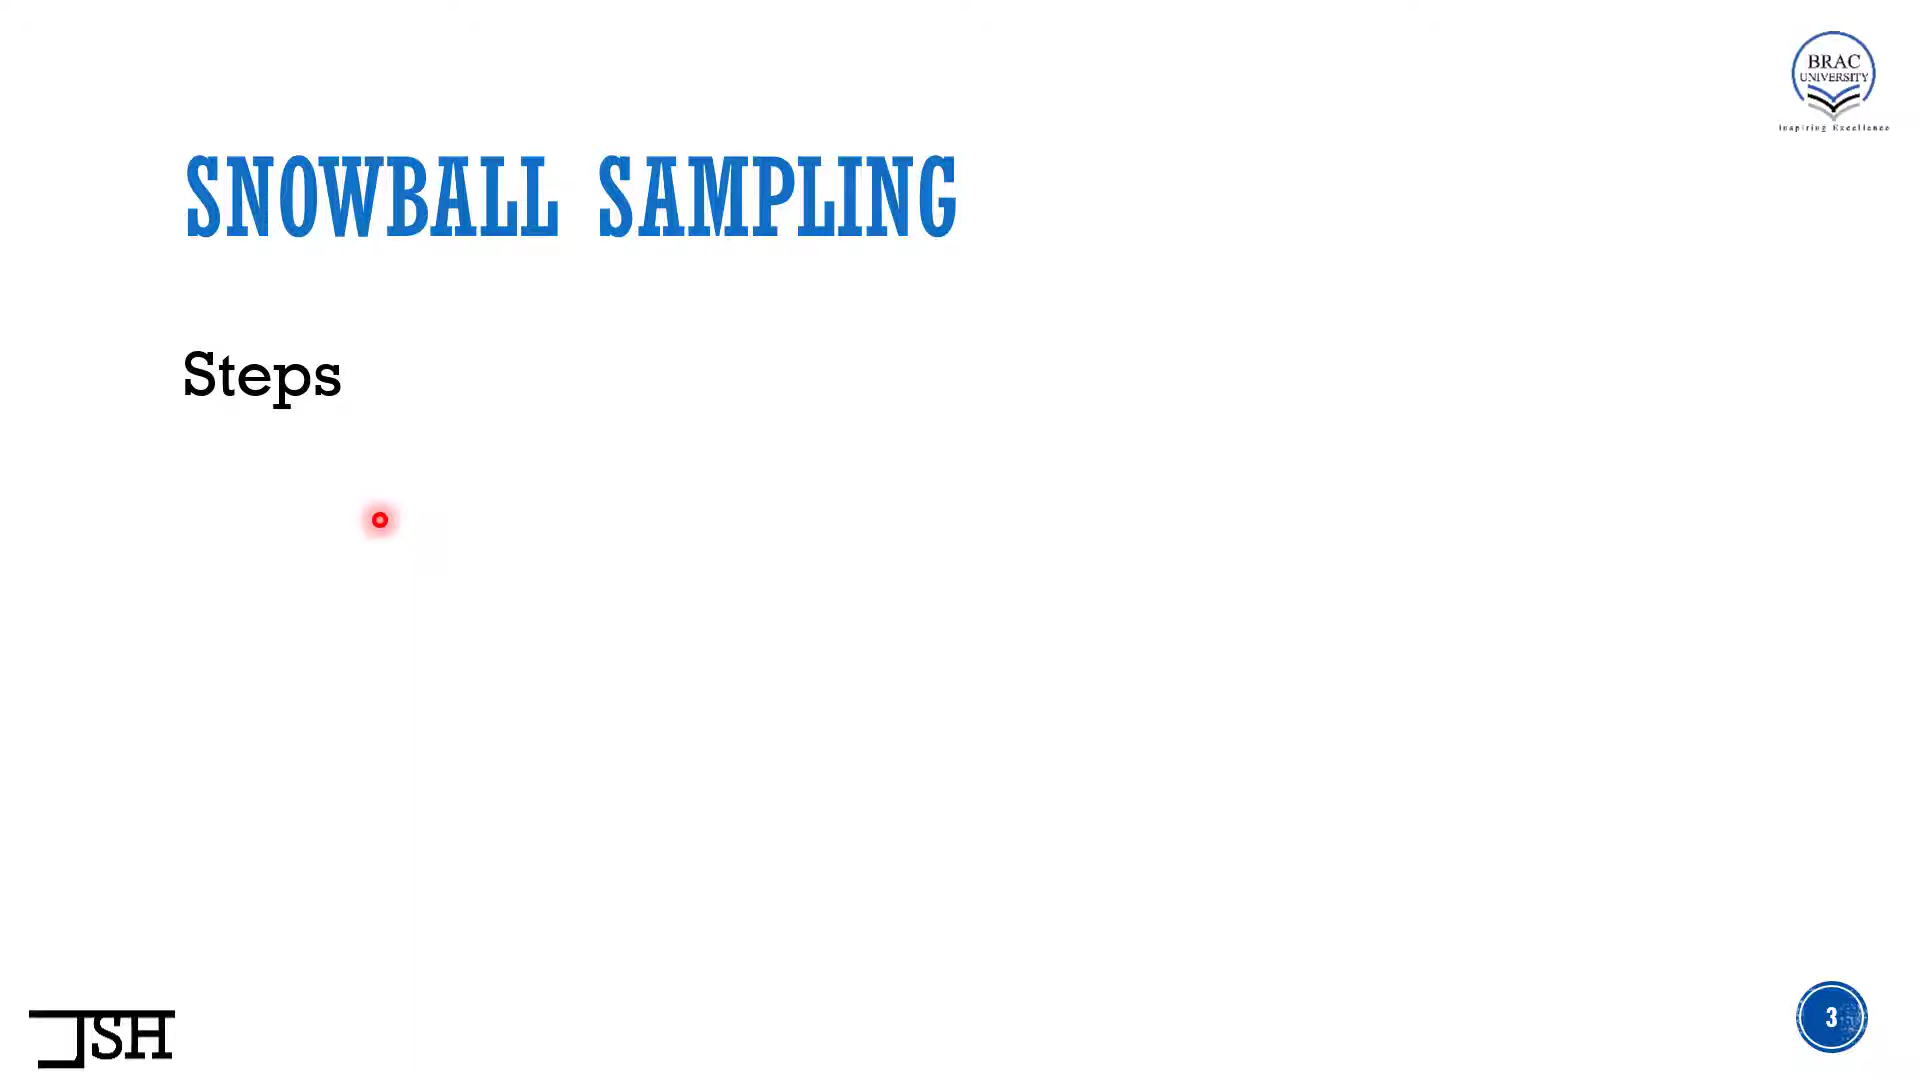 BRAC
UNIVERSITY
Inspiring Excellence
SNOWBALL SAMPLING
Steps
JSH
3